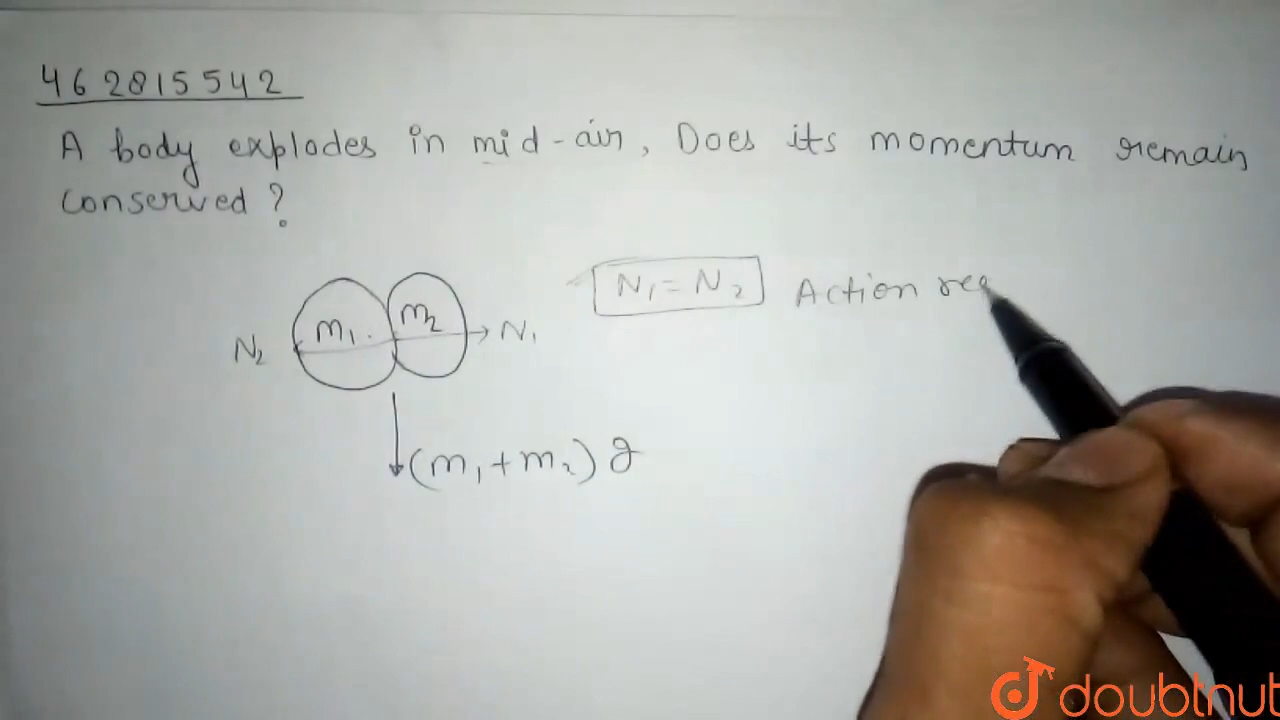 462815542
A body explodes in mid-air, Does its momentum remain
conserved?
m₁ m₂
N₂ → N₁
N₁ = N₂ Action rea
(m₁ + m₂) g
doubtnut